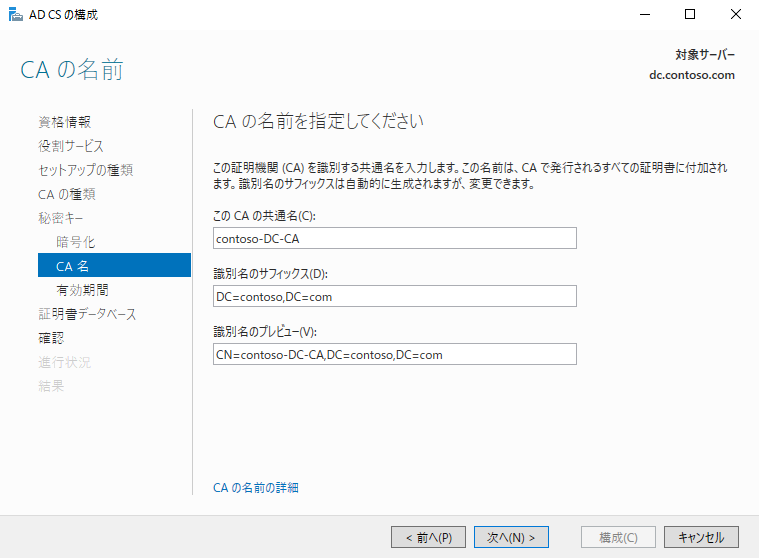 AD CS の構成
CA の名前
対象サーバー
dc.contoso.com
資格情報
役割サービス
セットアップの種類
CA の種類
秘密キー
暗号化
CA 名
有効期間
証明書データベース
確認
進行状況
結果
CA の名前を指定してください
この証明機関 (CA) を識別する共通名を入力します。この名前は、CA で発行されるすべての証明書に付加されます
ます。識別名のサフィックスは自動的に生成されますが、変更できます。
この CA の共通名(C):
contoso-DC-CA
識別名のサフィックス(D):
DC=contoso,DC=com
識別名のプレビュー(V):
CN=contoso-DC-CA,DC=contoso,DC=com
CA の名前の詳細
< 前へ(P)
次へ(N) >
構成(C)
キャンセル